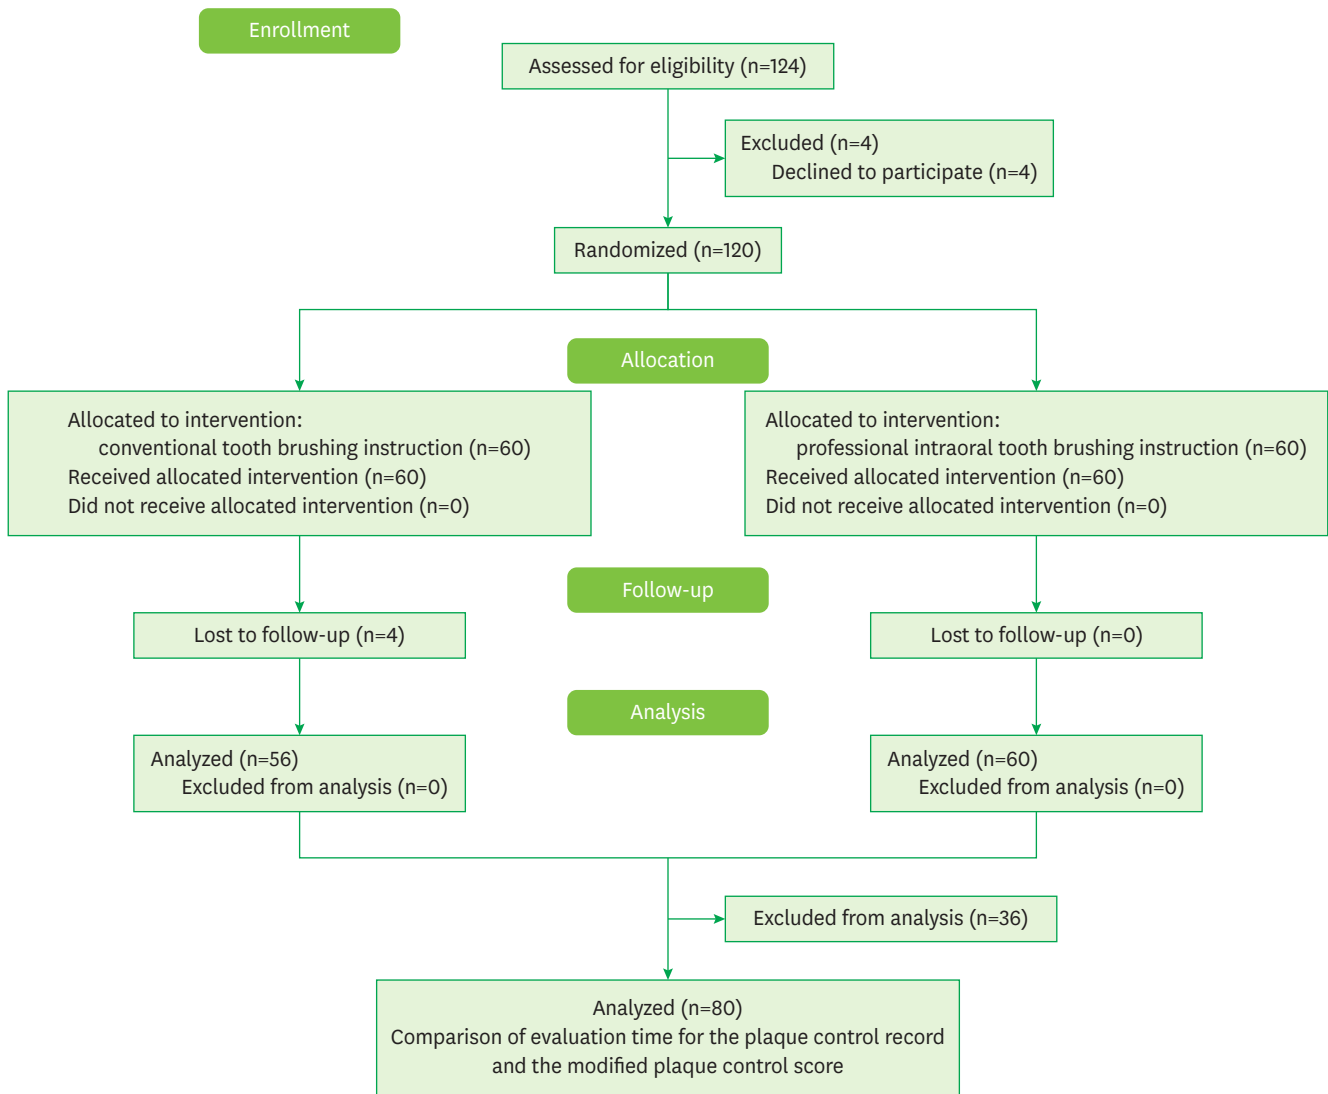 Enrollment
Assessed for eligibility (n=124)
Excluded (n=4)
Declined to participate (n=4)
Randomized (n=120)
Allocation
Allocated to intervention:
conventional tooth brushing instruction (n=60)
Received allocated intervention (n=60)
Did not receive allocated intervention (n=0)
Allocated to intervention:
professional intraoral tooth brushing instruction (n=60)
Received allocated intervention (n=60)
Did not receive allocated intervention (n=0)
Follow-up
Lost to follow-up (n=4)
Lost to follow-up (n=0)
Analysis
Analyzed (n=56)
Excluded from analysis (n=0)
Analyzed (n=60)
Excluded from analysis (n=0)
Excluded from analysis (n=36)
Analyzed (n=80)
Comparison of evaluation time for the plaque control record
and the modified plaque control score